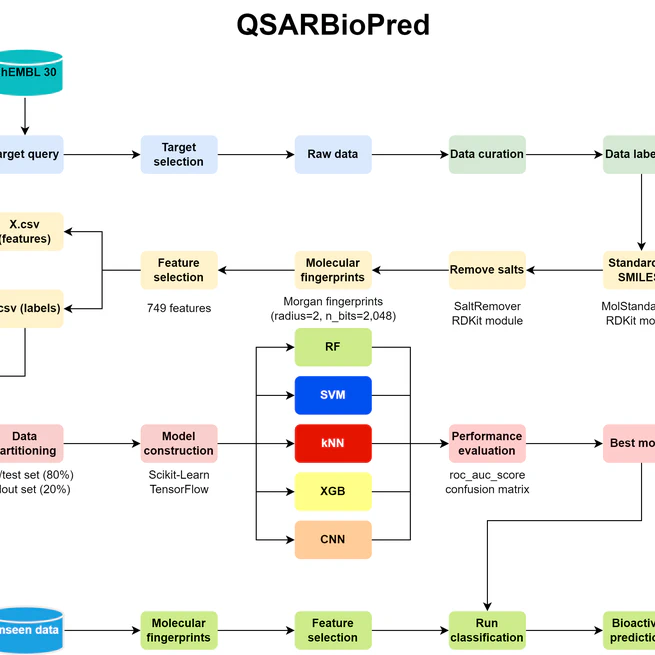 QSARBioPred
hEMBL 30
arget query
Target
selection
Raw data
Data curation
Data labe
X.csv
(features)
Feature
selection
Molecular
fingerprints
Remove salts
Standard
SMILES
749 features
Morgan fingerprints
(radius=2, n_bits=2,048)
SaltRemover
RDKit module
MolStanda
RDKit mo
csv (labels)
RF
SVM
kNN
XGB
CNN
Data
artitioning
Model
construction
Performance
evaluation
Best mo
/test set (80%)
lout set (20%)
Scikit-Learn
TensorFlow
roc_auc_score
confusion matrix
nseen data
Molecular
fingerprints
Feature
selection
Run
classification
Bioactiv
predictio